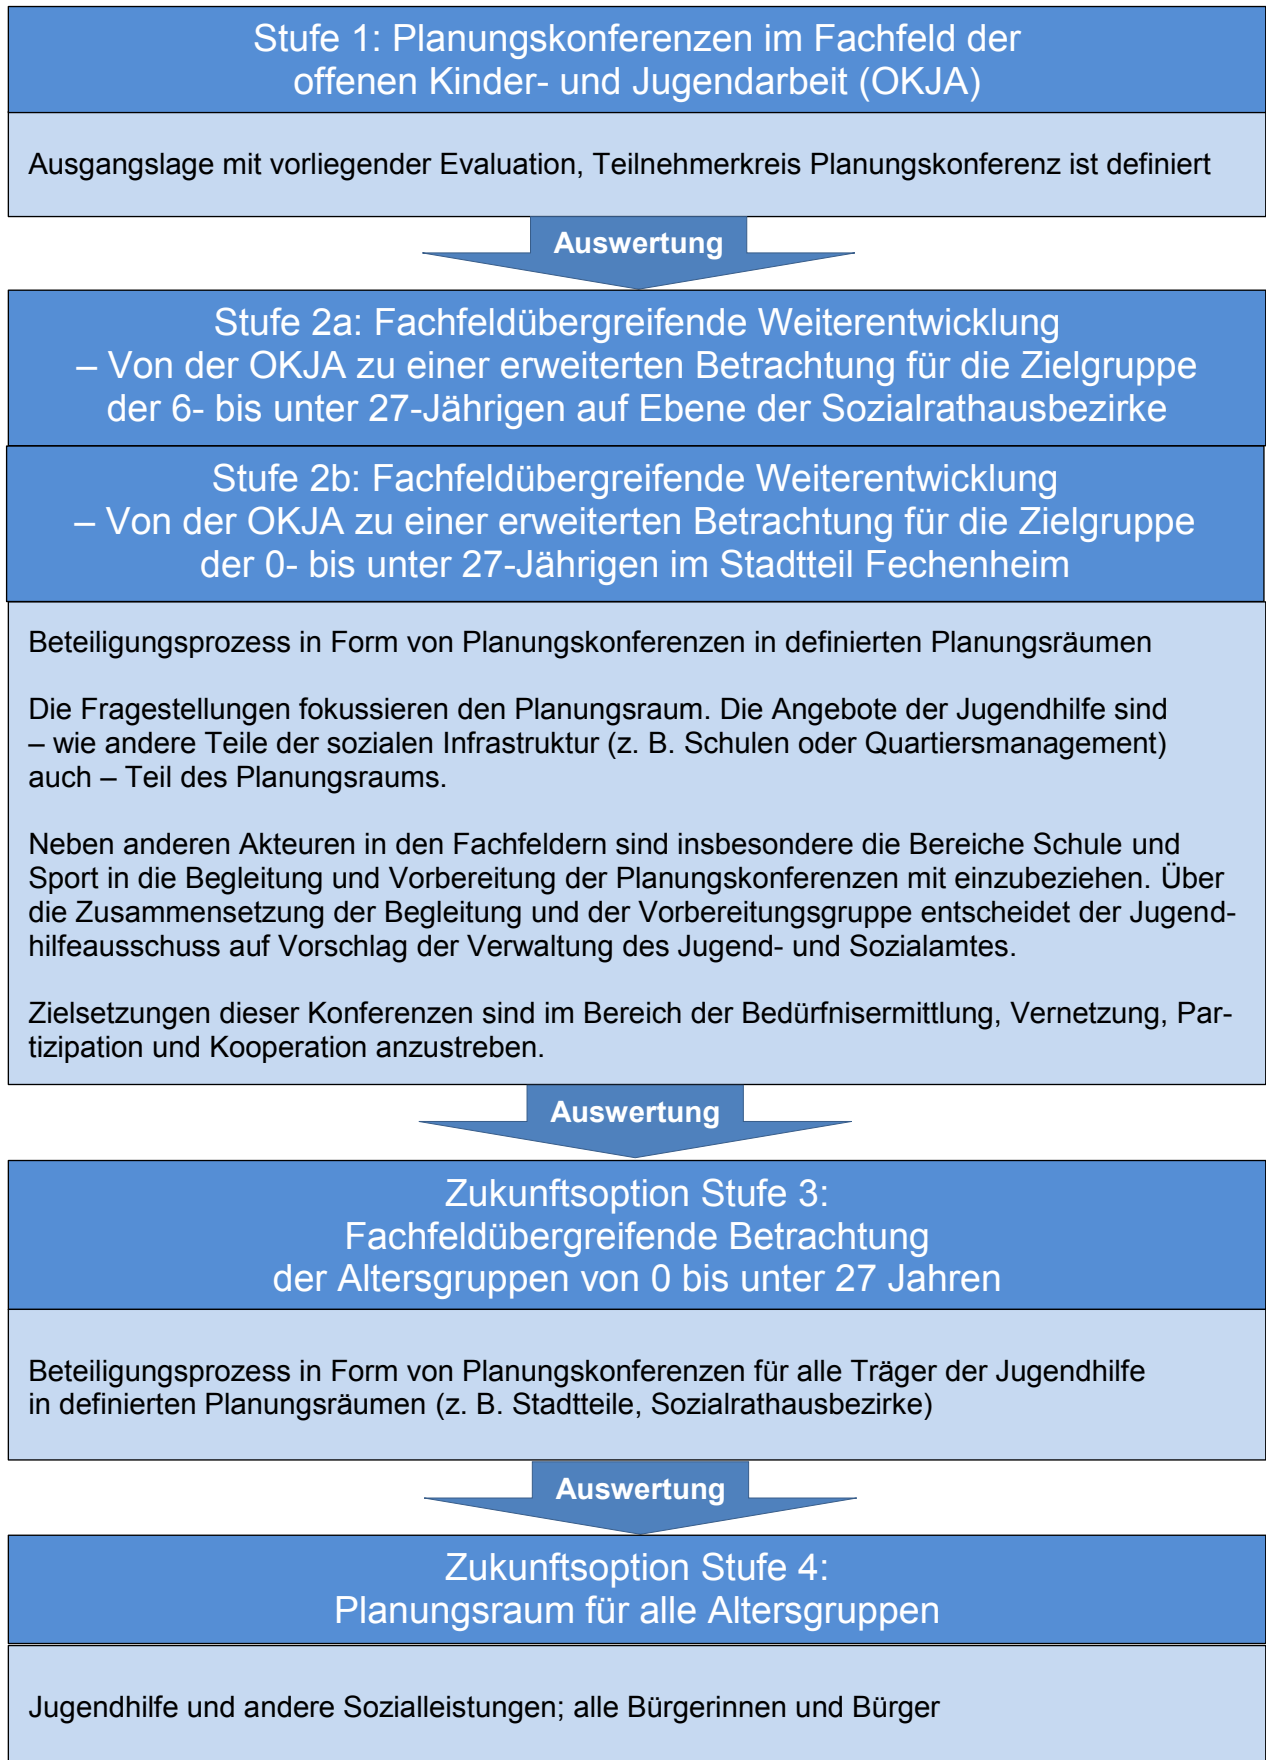 Stufe 1: Planungskonferenzen im Fachfeld der
offenen Kinder- und Jugendarbeit (OKJA)
Ausgangslage mit vorliegender Evaluation, Teilnehmerkreis Planungskonferenz ist definiert
Auswertung
Stufe 2a: Fachfeldübergreifende Weiterentwicklung
– Von der OKJA zu einer erweiterten Betrachtung für die Zielgruppe
der 6- bis unter 27-Jährigen auf Ebene der Sozialrathausbezirke
Stufe 2b: Fachfeldübergreifende Weiterentwicklung
– Von der OKJA zu einer erweiterten Betrachtung für die Zielgruppe
der 0- bis unter 27-Jährigen im Stadtteil Fechenheim
Beteiligungsprozess in Form von Planungskonferenzen in definierten Planungsräumen
Die Fragestellungen fokussieren den Planungsraum. Die Angebote der Jugendhilfe sind
– wie andere Teile der sozialen Infrastruktur (z. B. Schulen oder Quartiersmanagement)
auch – Teil des Planungsraums.
Neben anderen Akteuren in den Fachfeldern sind insbesondere die Bereiche Schule und
Sport in die Begleitung und Vorbereitung der Planungskonferenzen mit einzubeziehen. Über
die Zusammensetzung der Begleitung und der Vorbereitungsgruppe entscheidet der Jugend-
hilfeausschuss auf Vorschlag der Verwaltung des Jugend- und Sozialamtes.
Zielsetzungen dieser Konferenzen sind im Bereich der Bedürfnisermittlung, Vernetzung, Par-
tizipation und Kooperation anzustreben.
Auswertung
Zukunftsoption Stufe 3:
Fachfeldübergreifende Betrachtung
der Altersgruppen von 0 bis unter 27 Jahren
Beteiligungsprozess in Form von Planungskonferenzen für alle Träger der Jugendhilfe
in definierten Planungsräumen (z. B. Stadtteile, Sozialrathausbezirke)
Auswertung
Zukunftsoption Stufe 4:
Planungsraum für alle Altersgruppen
Jugendhilfe und andere Sozialleistungen; alle Bürgerinnen und Bürger